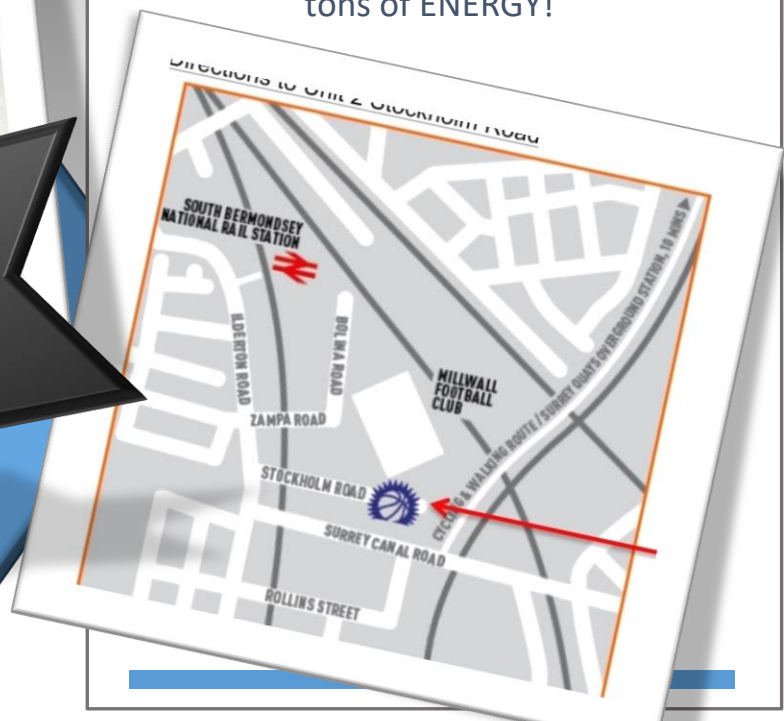 tons of ENERGY!
Directions to Unit 2 Stockholm Road
SOUTH BERMONDSEY
NATIONAL RAIL STATION
ILDERTON ROAD
BOLINA ROAD
ZAMPA ROAD
MILLWALL
FOOTBALL
CLUB
CYCLING & WALKING ROUTE / SURREY QUAYS OVERGROUND STATION, 10 MINS
STOCKHOLM ROAD
SURREY CANAL ROAD
ROLLINS STREET